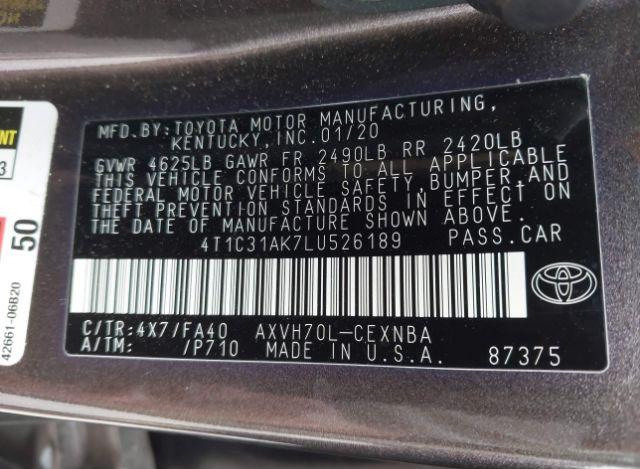 MFD.BY:TOYOTA MOTOR MANUFACTURING,
KENTUCKY,INC.01/20
GVWR 4625LB GAWR FR 2490LB RR 2420LB
THIS VEHICLE CONFORMS TO ALL APPLICABLE
FEDERAL MOTOR VEHICLE SAFETY,BUMPER,AND
THEFT PREVENTION STANDARDS IN EFFECT ON
THE DATE OF MANUFACTURE SHOWN ABOVE.
4T1C31AK7LU526189 PASS.CAR
C/TR:4X7/FA40 AXVH70L-CEXNBA
A/TM: /P710 MADE IN U.S.A. 87375
NT
3
50
42661-06B20